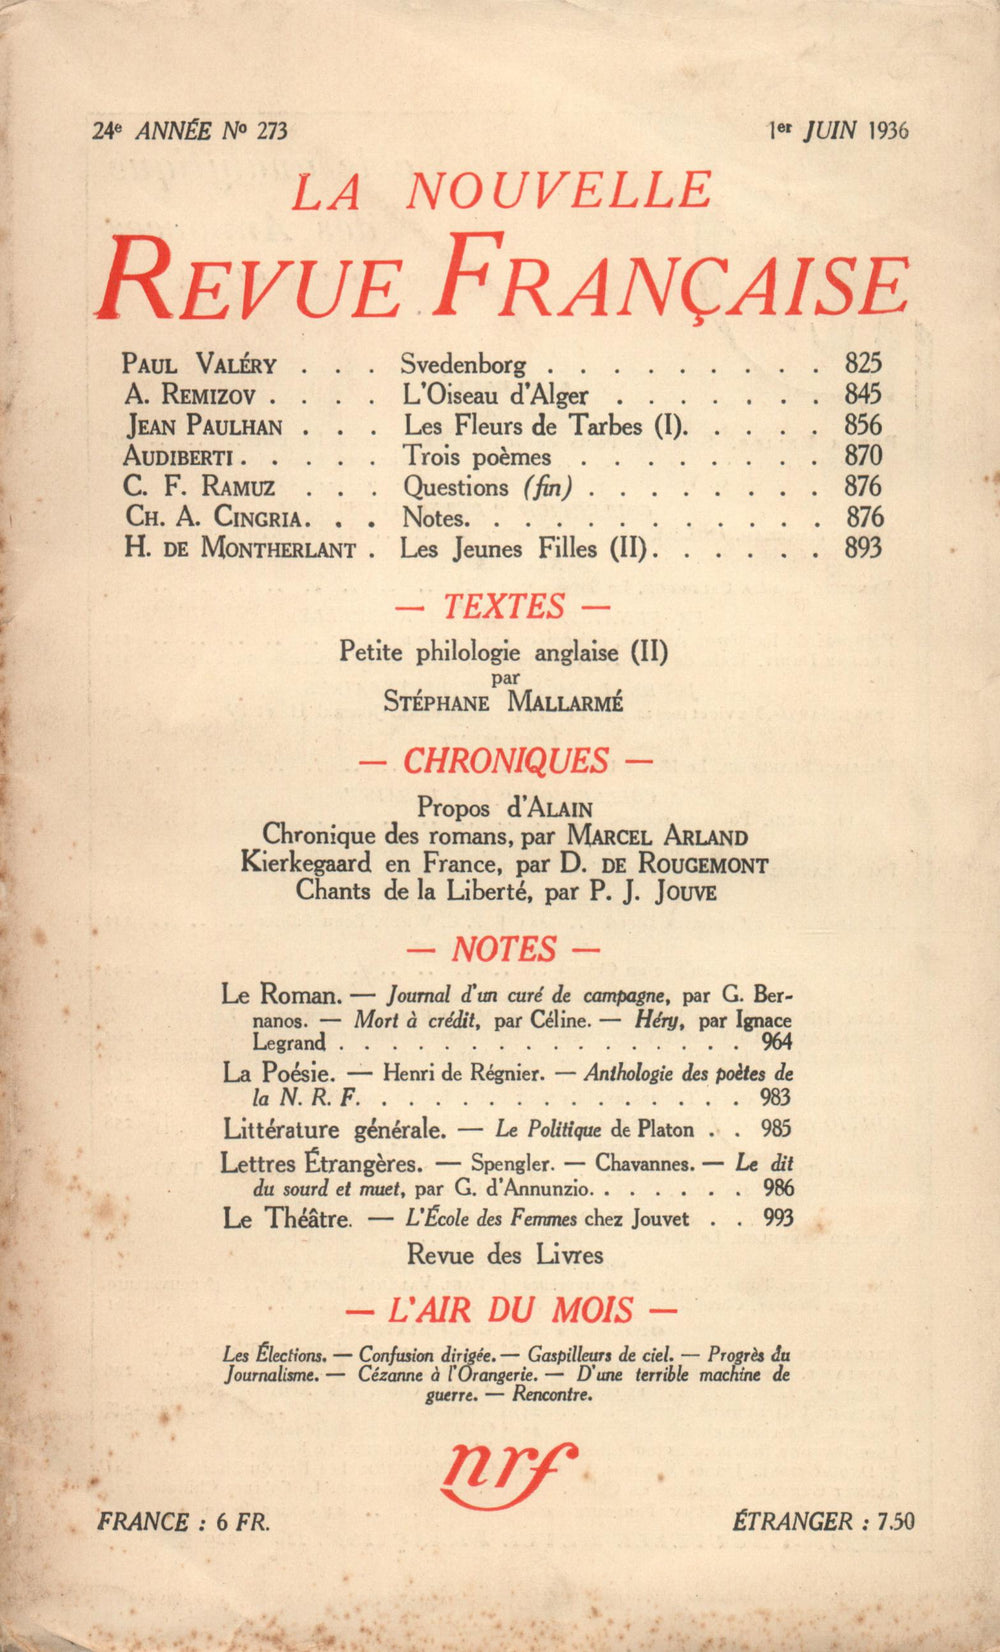 24e ANNÉE No 273
1er JUIN 1936
LA NOUVELLE
REVUE FRANÇAISE
PAUL VALÉRY . . . Svedenborg . . . . . . . . . 825
A. REMIZOV . . . . L'Oiseau d'Alger . . . . . . . 845
JEAN PAULHAN . . . Les Fleurs de Tarbes (I). . . . . 856
AUDIBERTI . . . . . Trois poèmes . . . . . . . . 870
C. F. RAMUZ . . . Questions (fin) . . . . . . . . 876
CH. A. CINGRIA. . . Notes. . . . . . . . . . . . 876
H. DE MONTHERLANT . Les Jeunes Filles (II). . . . . . 893
— TEXTES —
Petite philologie anglaise (II)
par
STÉPHANE MALLARMÉ
— CHRONIQUES —
Propos d'ALAIN
Chronique des romans, par MARCEL ARLAND
Kierkegaard en France, par D. DE ROUGEMONT
Chants de la Liberté, par P. J. JOUVE
— NOTES —
Le Roman. — Journal d'un curé de campagne, par G. Ber-
nanos. — Mort à crédit, par Céline. — Héry, par Ignace
Legrand . . . . . . . . . . . . . . . . 964
La Poésie. — Henri de Régnier. — Anthologie des poètes de
la N. R. F. . . . . . . . . . . . . . . . 983
Littérature générale. — Le Politique de Platon . . 985
Lettres Étrangères. — Spengler. — Chavannes. — Le dit
du sourd et muet, par G. d'Annunzio. . . . . . . 986
Le Théâtre. — L'École des Femmes chez Jouvet . . 993
Revue des Livres
— L'AIR DU MOIS —
Les Élections. — Confusion dirigée. — Gaspilleurs de ciel. — Progrès du
Journalisme. — Cézanne à l'Orangerie. — D'une terrible machine de
guerre. — Rencontre.
nrf
FRANCE : 6 FR.
ÉTRANGER : 7.50